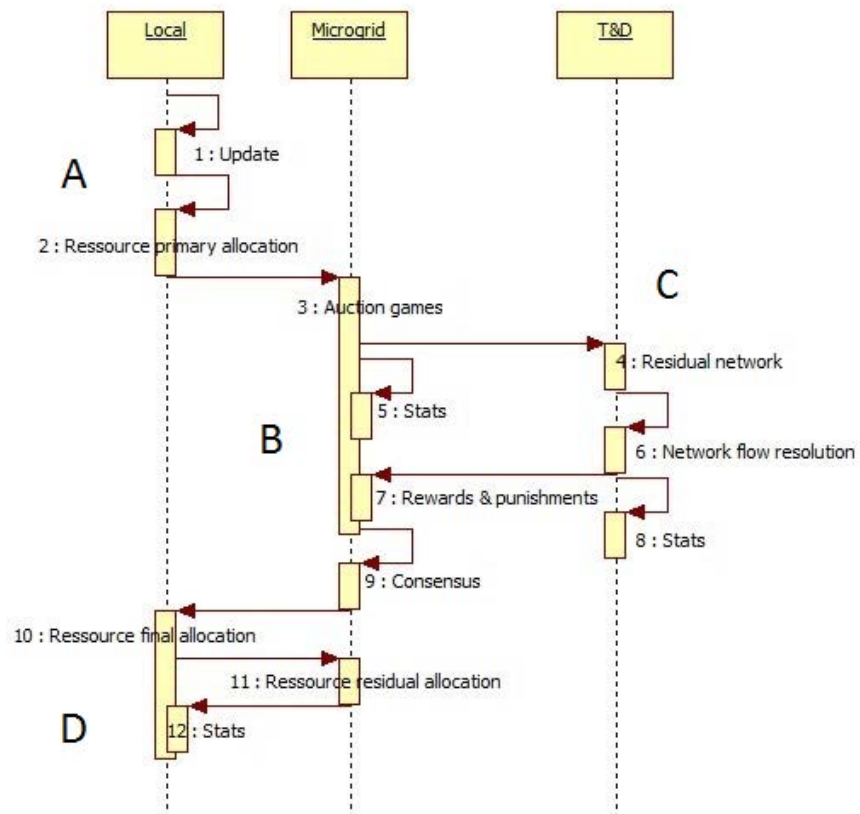 Local
Microgrid
T&D
1 : Update
A
2 : Ressource primary allocation
C
3 : Auction games
4 : Residual network
5 : Stats
B
6 : Network flow resolution
7 : Rewards & punishments
8 : Stats
9 : Consensus
10 : Ressource final allocation
11 : Ressource residual allocation
D
12 : Stats